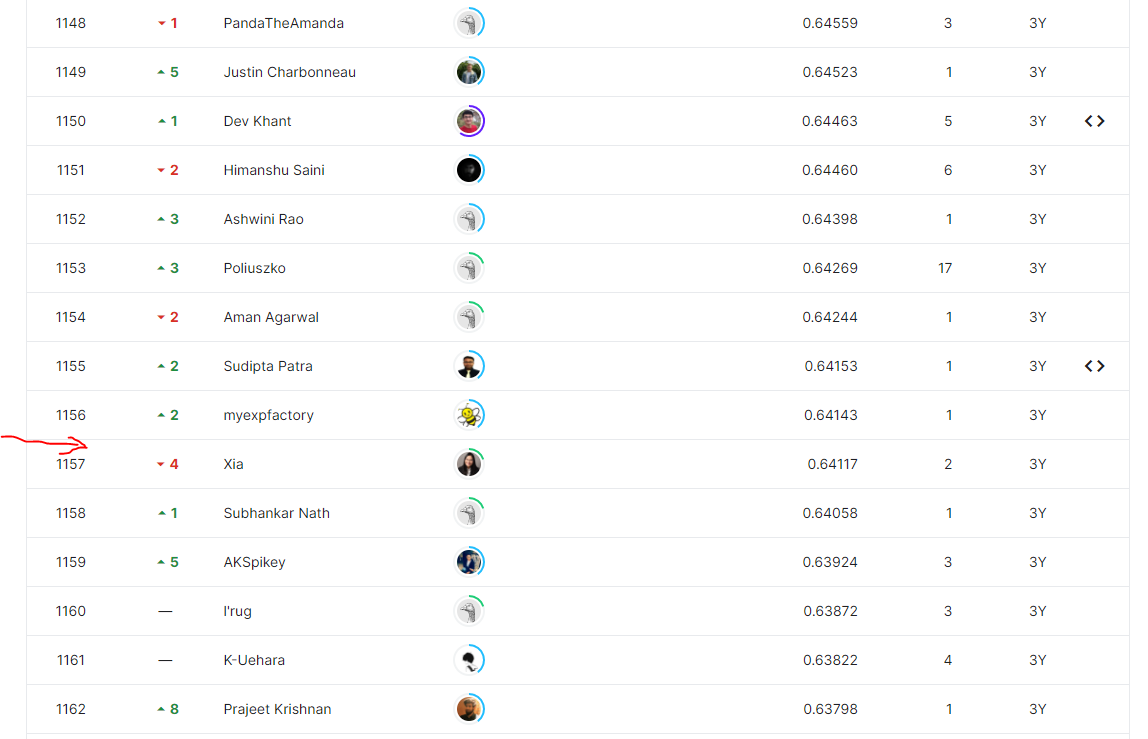 1148 1 PandaTheAmanda 0.64559 3 3Y
1149 5 Justin Charbonneau 0.64523 1 3Y
1150 1 Dev Khant 0.64463 5 3Y <>
1151 2 Himanshu Saini 0.64460 6 3Y
1152 3 Ashwini Rao 0.64398 1 3Y
1153 3 Poliuszko 0.64269 17 3Y
1154 2 Aman Agarwal 0.64244 1 3Y
1155 2 Sudipta Patra 0.64153 1 3Y <>
1156 2 myexpfactory 0.64143 1 3Y
1157 4 Xia 0.64117 2 3Y
1158 1 Subhankar Nath 0.64058 1 3Y
1159 5 AKSpikey 0.63924 3 3Y
1160 — I'rug 0.63872 3 3Y
1161 — K-Uehara 0.63822 4 3Y
1162 8 Prajeet Krishnan 0.63798 1 3Y